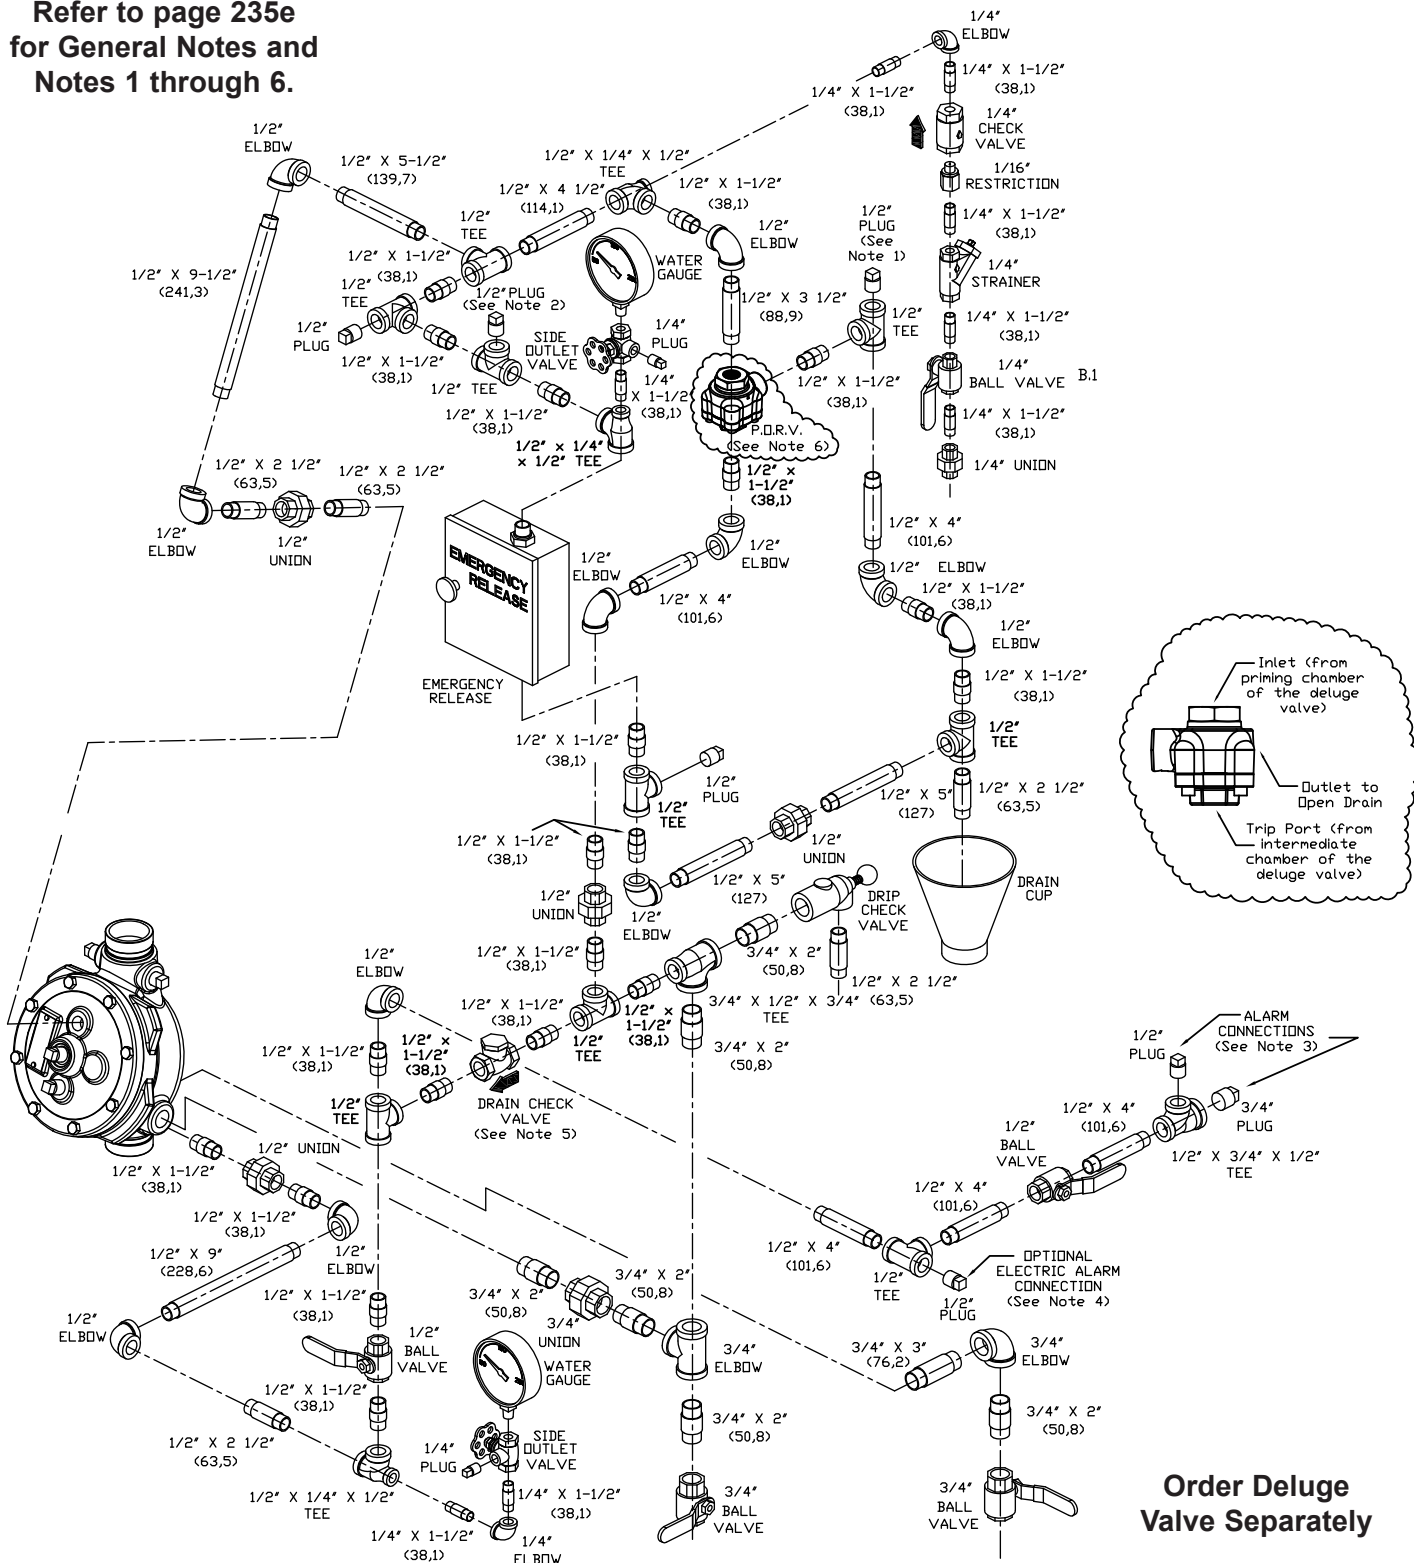 Refer to page 235e
for General Notes and
Notes 1 through 6.
1/4"
ELBOW
1/4" X 1-1/2"
(38,1)
1/4" X 1-1/2"
(38,1)
1/4"
CHECK
VALVE
1/16"
RESTRICTION
1/4" X 1-1/2"
(38,1)
1/4"
STRAINER
1/4" X 1-1/2"
(38,1)
1/4"
BALL VALVE
B.1
1/4" X 1-1/2"
(38,1)
1/4" UNION
1/2"
ELBOW
1/2" X 5-1/2"
(139,7)
1/2" X 1/4" X 1/2"
TEE
1/2" X 4 1/2"
(114,1)
1/2" X 1-1/2"
(38,1)
1/2"
TEE
1/2"
ELBOW
1/2"
PLUG
(See
Note 1)
1/2" X 9-1/2"
(241,3)
1/2" X 1-1/2"
(38,1)
1/2"
TEE
1/2" PLUG
(See Note 2)
WATER
GAUGE
1/2" X 3 1/2"
(88,9)
1/2"
TEE
1/2"
PLUG
SIDE
OUTLET
VALVE
1/4"
PLUG
1/2" X 1-1/2"
(38,1)
1/2" TEE
1/4"
X 1-1/2"
(38,1)
1/2" X 1-1/2"
(38,1)
1/2" X 1-1/2"
(38,1)
P.O.R.V.
(See Note 6)
1/2" x 1/4"
x 1/2" TEE
1/2" x
1-1/2"
(38,1)
1/2" X 2 1/2"
(63,5)
1/2" X 2 1/2"
(63,5)
1/2"
ELBOW
1/2"
UNION
EMERGENCY
RELEASE
1/2"
ELBOW
1/2"
ELBOW
1/2" X 4"
(101,6)
1/2" X 4"
(101,6)
1/2" ELBOW
1/2" X 1-1/2"
(38,1)
1/2"
ELBOW
EMERGENCY
RELEASE
1/2" X 1-1/2"
(38,1)
Inlet (from
priming chamber
of the deluge
valve)
Outlet to
Open Drain
Trip Port (from
intermediate
chamber of the
deluge valve)
1/2" X 1-1/2"
(38,1)
1/2"
PLUG
1/2"
TEE
1/2"
TEE
1/2" X 5"
(127)
1/2" X 2 1/2"
(63,5)
1/2" X 1-1/2"
(38,1)
1/2"
UNION
1/2" X 5"
(127)
1/2"
UNION
1/2"
ELBOW
DRIP
CHECK
VALVE
DRAIN
CUP
1/2"
ELBOW
1/2" X 1-1/2"
(38,1)
3/4" X 2"
(50,8)
1/2" X 2 1/2"
(63,5)
1/2" X 1-1/2"
(38,1)
1/2" x
1-1/2"
(38,1)
3/4" X 1/2" X 3/4"
TEE
1/2"
TEE
3/4" X 2"
(50,8)
1/2" X 1-1/2"
(38,1)
1/2" x
1-1/2"
(38,1)
1/2"
TEE
DRAIN CHECK
VALVE
(See Note 5)
ALARM
CONNECTIONS
(See Note 3)
1/2"
PLUG
3/4"
PLUG
1/2" X 4"
(101,6)
1/2" X 3/4" X 1/2"
TEE
1/2"
BALL
VALVE
1/2" X 4"
(101,6)
1/2" X 1-1/2"
(38,1)
1/2" UNION
1/2" X 1-1/2"
(38,1)
1/2" X 9"
(228,6)
1/2"
ELBOW
1/2" X 4"
(101,6)
1/2"
TEE
OPTIONAL
ELECTRIC ALARM
CONNECTION
(See Note 4)
1/2"
PLUG
1/2"
ELBOW
1/2" X 1-1/2"
(38,1)
1/2"
BALL
VALVE
3/4" X 2"
(50,8)
3/4"
UNION
3/4" X 2"
(50,8)
3/4"
ELBOW
3/4" X 3"
(76,2)
3/4"
ELBOW
WATER
GAUGE
1/2" X 1-1/2"
(38,1)
3/4" X 2"
(50,8)
3/4" X 2"
(50,8)
1/2" X 2 1/2"
(63,5)
1/4"
PLUG
SIDE
OUTLET
VALVE
1/2" X 1/4" X 1/2"
TEE
1/4" X 1-1/2"
(38,1)
1/4" X 1-1/2"
(38,1)
1/4"
ELBOW
3/4"
BALL
VALVE
3/4"
BALL
VALVE
Order Deluge
Valve Separately